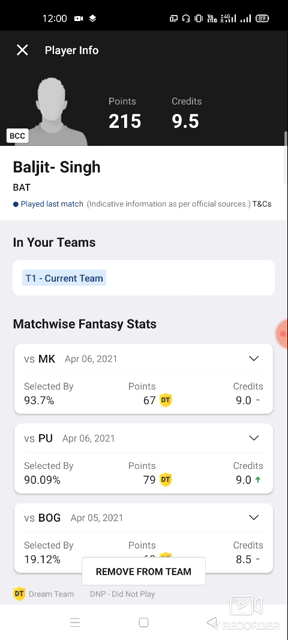 12:00
89
Player Info
Points Credits
215 9.5
BCC
Baljit- Singh
BAT
Played last match (Indicative information as per official sources.) T&Cs
In Your Teams
T1 - Current Team
Matchwise Fantasy Stats
vs MK Apr 06, 2021
Selected By Points Credits
93.7% 67 DT 9.0 -
vs PU Apr 06, 2021
Selected By Points Credits
90.09% 79 DT 9.0
vs BOG Apr 05, 2021
Selected By Points Credits
19.12% 8.5 -
REMOVE FROM TEAM
DT Dream Team DNP - Did Not Play
RECORDER